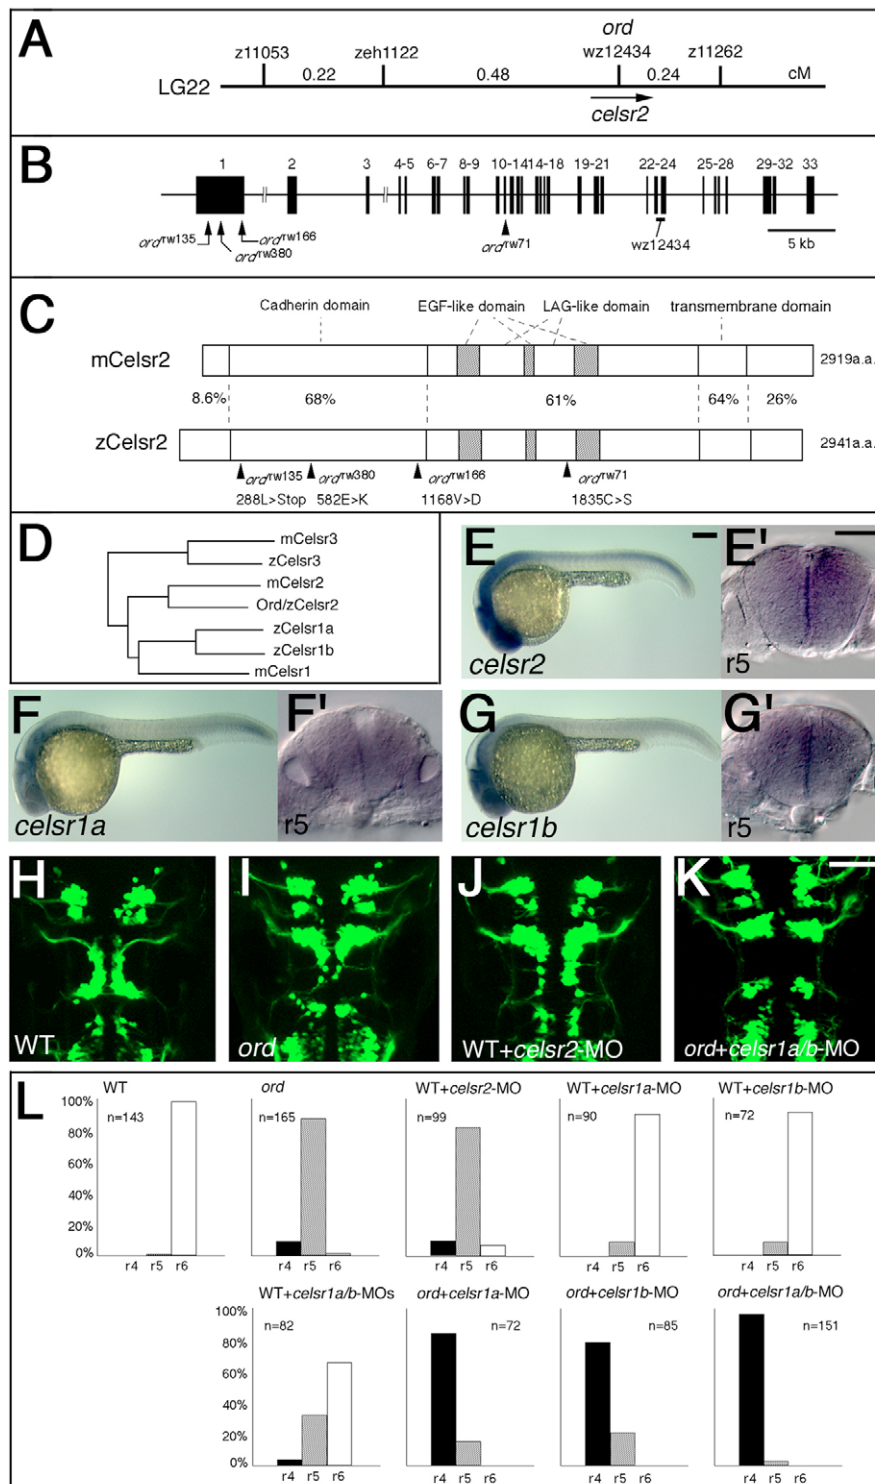 A
ord
z11053 zeh1122 wz12434 z11262
LG22 0.22 0.48 0.24 cM
celsr2
B
1 2 3 4-5 6-7 8-9 10-14 14-18 19-21 22-24 25-28 29-32 33
ord rw135 ord rw380 ord rw166 ord rw71 wz12434 5 kb
C
Cadherin domain EGF-like domain LAG-like domain transmembrane domain
mCelsr2 2919a.a.
8.6% 68% 61% 64% 26%
zCelsr2 2941a.a.
ord rw135 ord rw380 ord rw166 ord rw71
288L>Stop 582E>K 1168V>D 1835C>S
D
mCelsr3
zCelsr3
mCelsr2
Ord/zCelsr2
zCelsr1a
zCelsr1b
mCelsr1
E E'
celsr2 r5
F F' G G'
celsr1a r5 celsr1b r5
H I J K
WT ord WT+celsr2-MO ord+celsr1a/b-MO
L
WT ord WT+celsr2-MO WT+celsr1a-MO WT+celsr1b-MO
100%
n=143 n=165 n=99 n=90 n=72
80%
60%
40%
20%
0%
r4 r5 r6 r4 r5 r6 r4 r5 r6 r4 r5 r6 r4 r5 r6
WT+celsr1a/b-MOs ord+celsr1a-MO ord+celsr1b-MO ord+celsr1a/b-MO
100%
n=82 n=72 n=85 n=151
80%
60%
40%
20%
0%
r4 r5 r6 r4 r5 r6 r4 r5 r6 r4 r5 r6